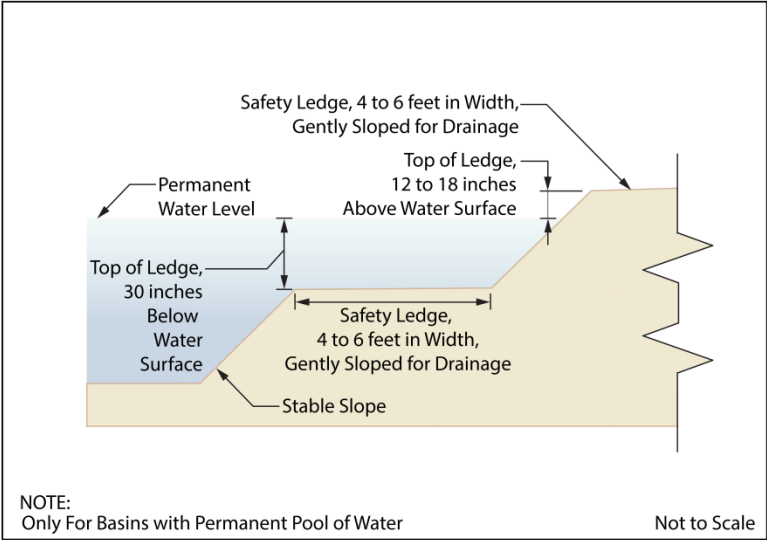 Safety Ledge, 4 to 6 feet in Width,
Gently Sloped for Drainage
Top of Ledge,
12 to 18 inches
Above Water Surface
Permanent
Water Level
Top of Ledge,
30 inches
Below
Water
Surface
Safety Ledge,
4 to 6 feet in Width,
Gently Sloped for Drainage
Stable Slope
NOTE:
Only For Basins with Permanent Pool of Water
Not to Scale